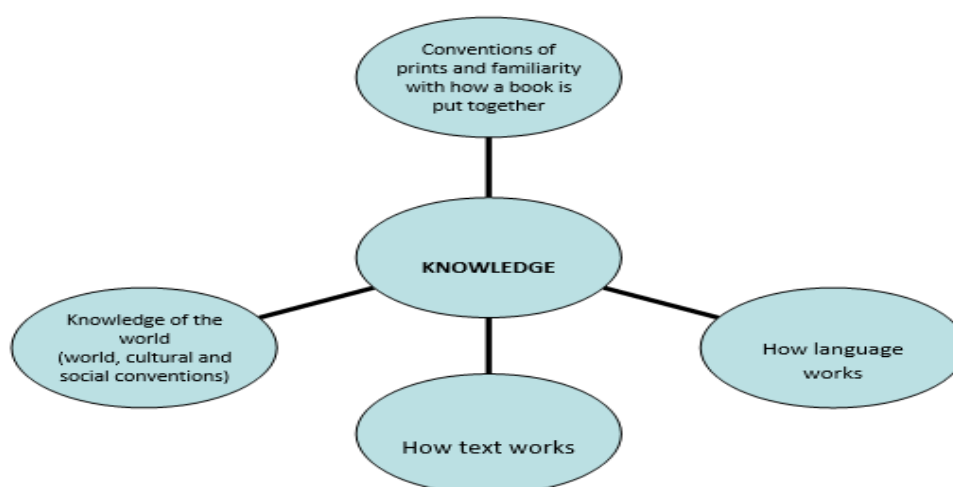 Conventions of
prints and familiarity
with how a book is
put together
KNOWLEDGE
Knowledge of the
world
(world, cultural and
social conventions)
How language
works
How text works